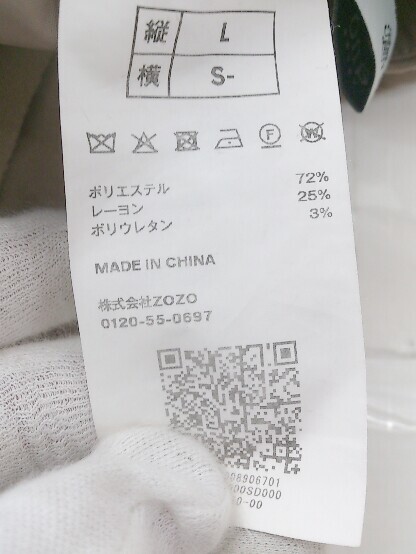 縦 L
横 S-
ポリエステル 72%
レーヨン 25%
ポリウレタン 3%
MADE IN CHINA
株式会社ZOZO
0120-55-0697